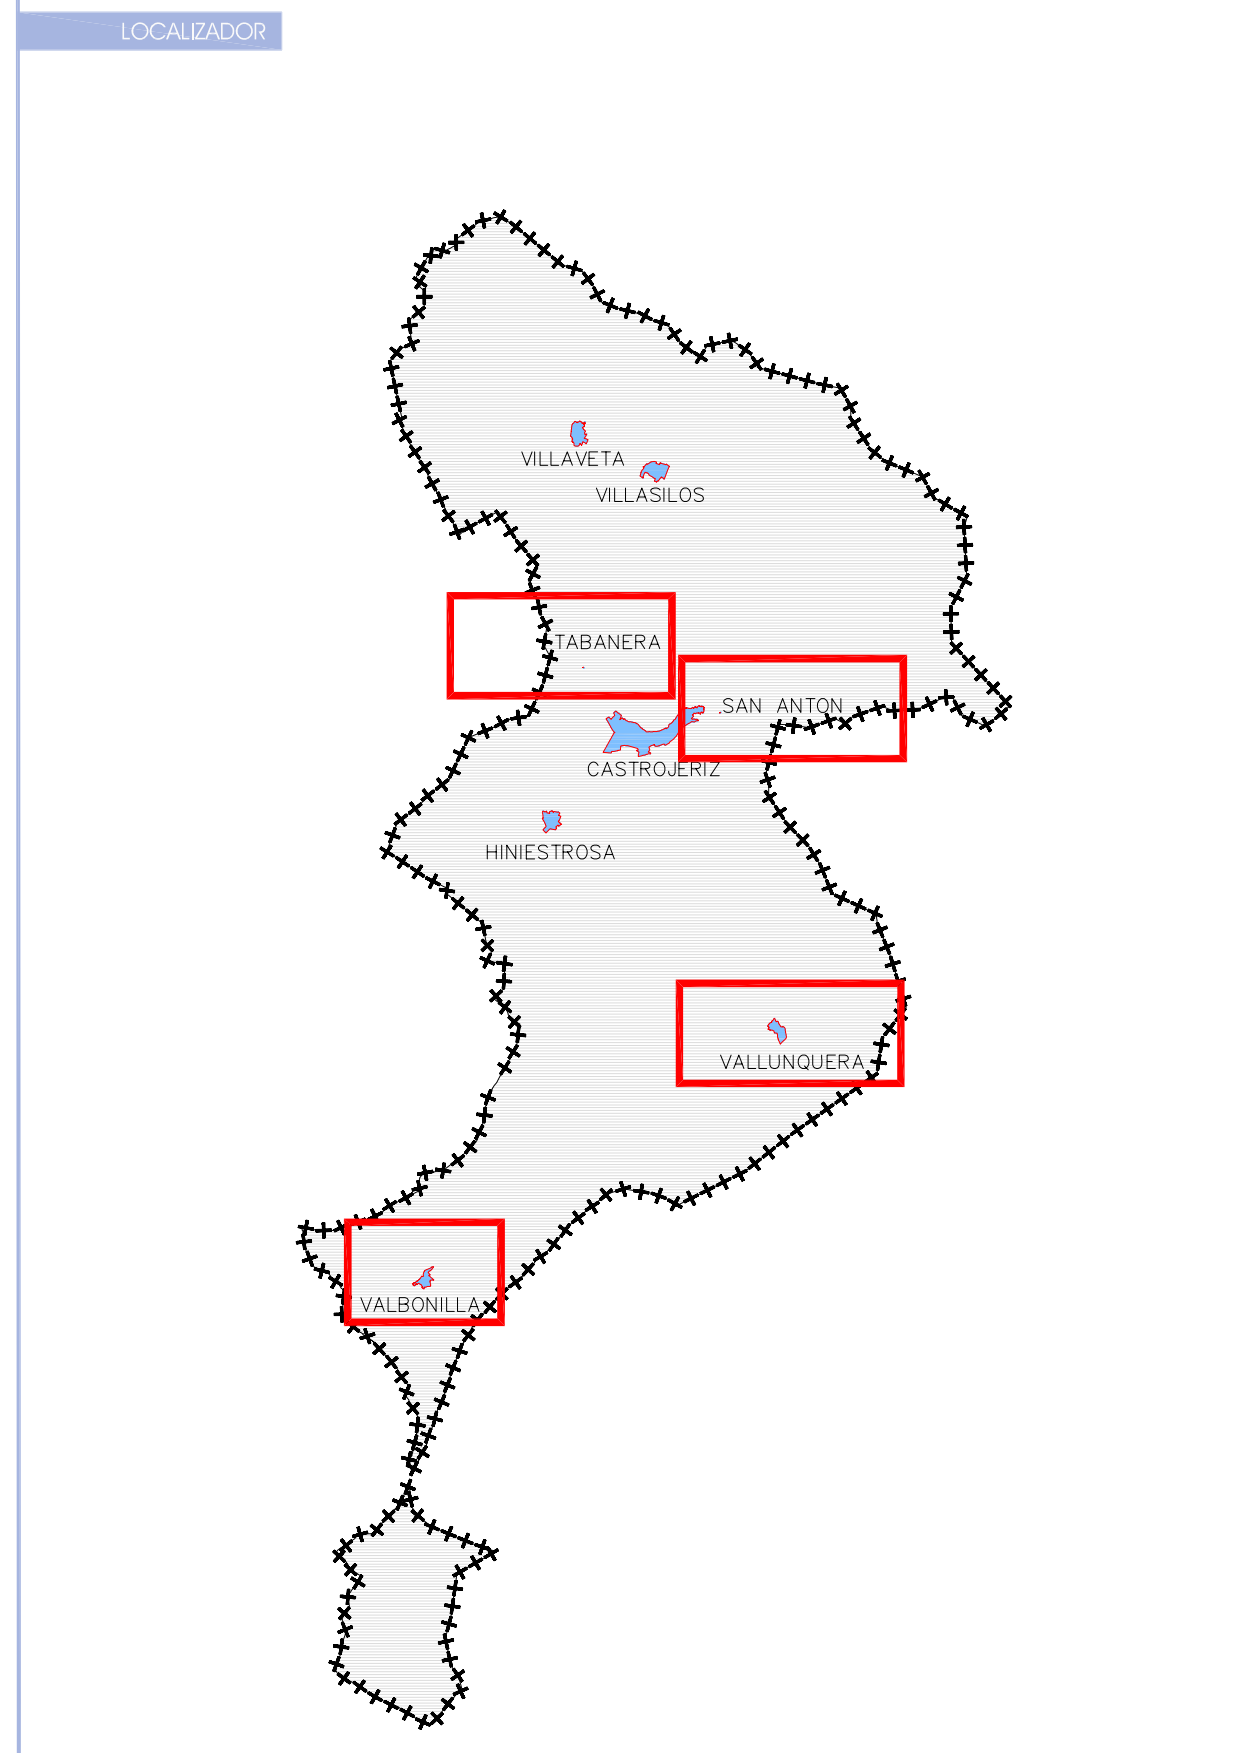 LOCALIZADOR
VILLAVETA
VILLASILOS
TABANERA
SAN ANTON
CASTROJERIZ
HINIESTROSA
VALLUNQUERA
VALBONILLA